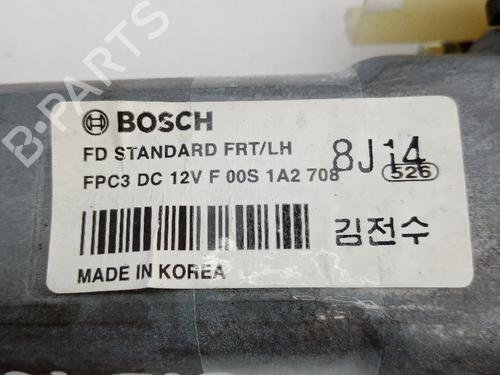 BOSCH
FD STANDARD FRT/LH
8J14
FPC3 DC 12V F 00S 1A2 708
526
김전수
MADE IN KOREA
B-PARTS